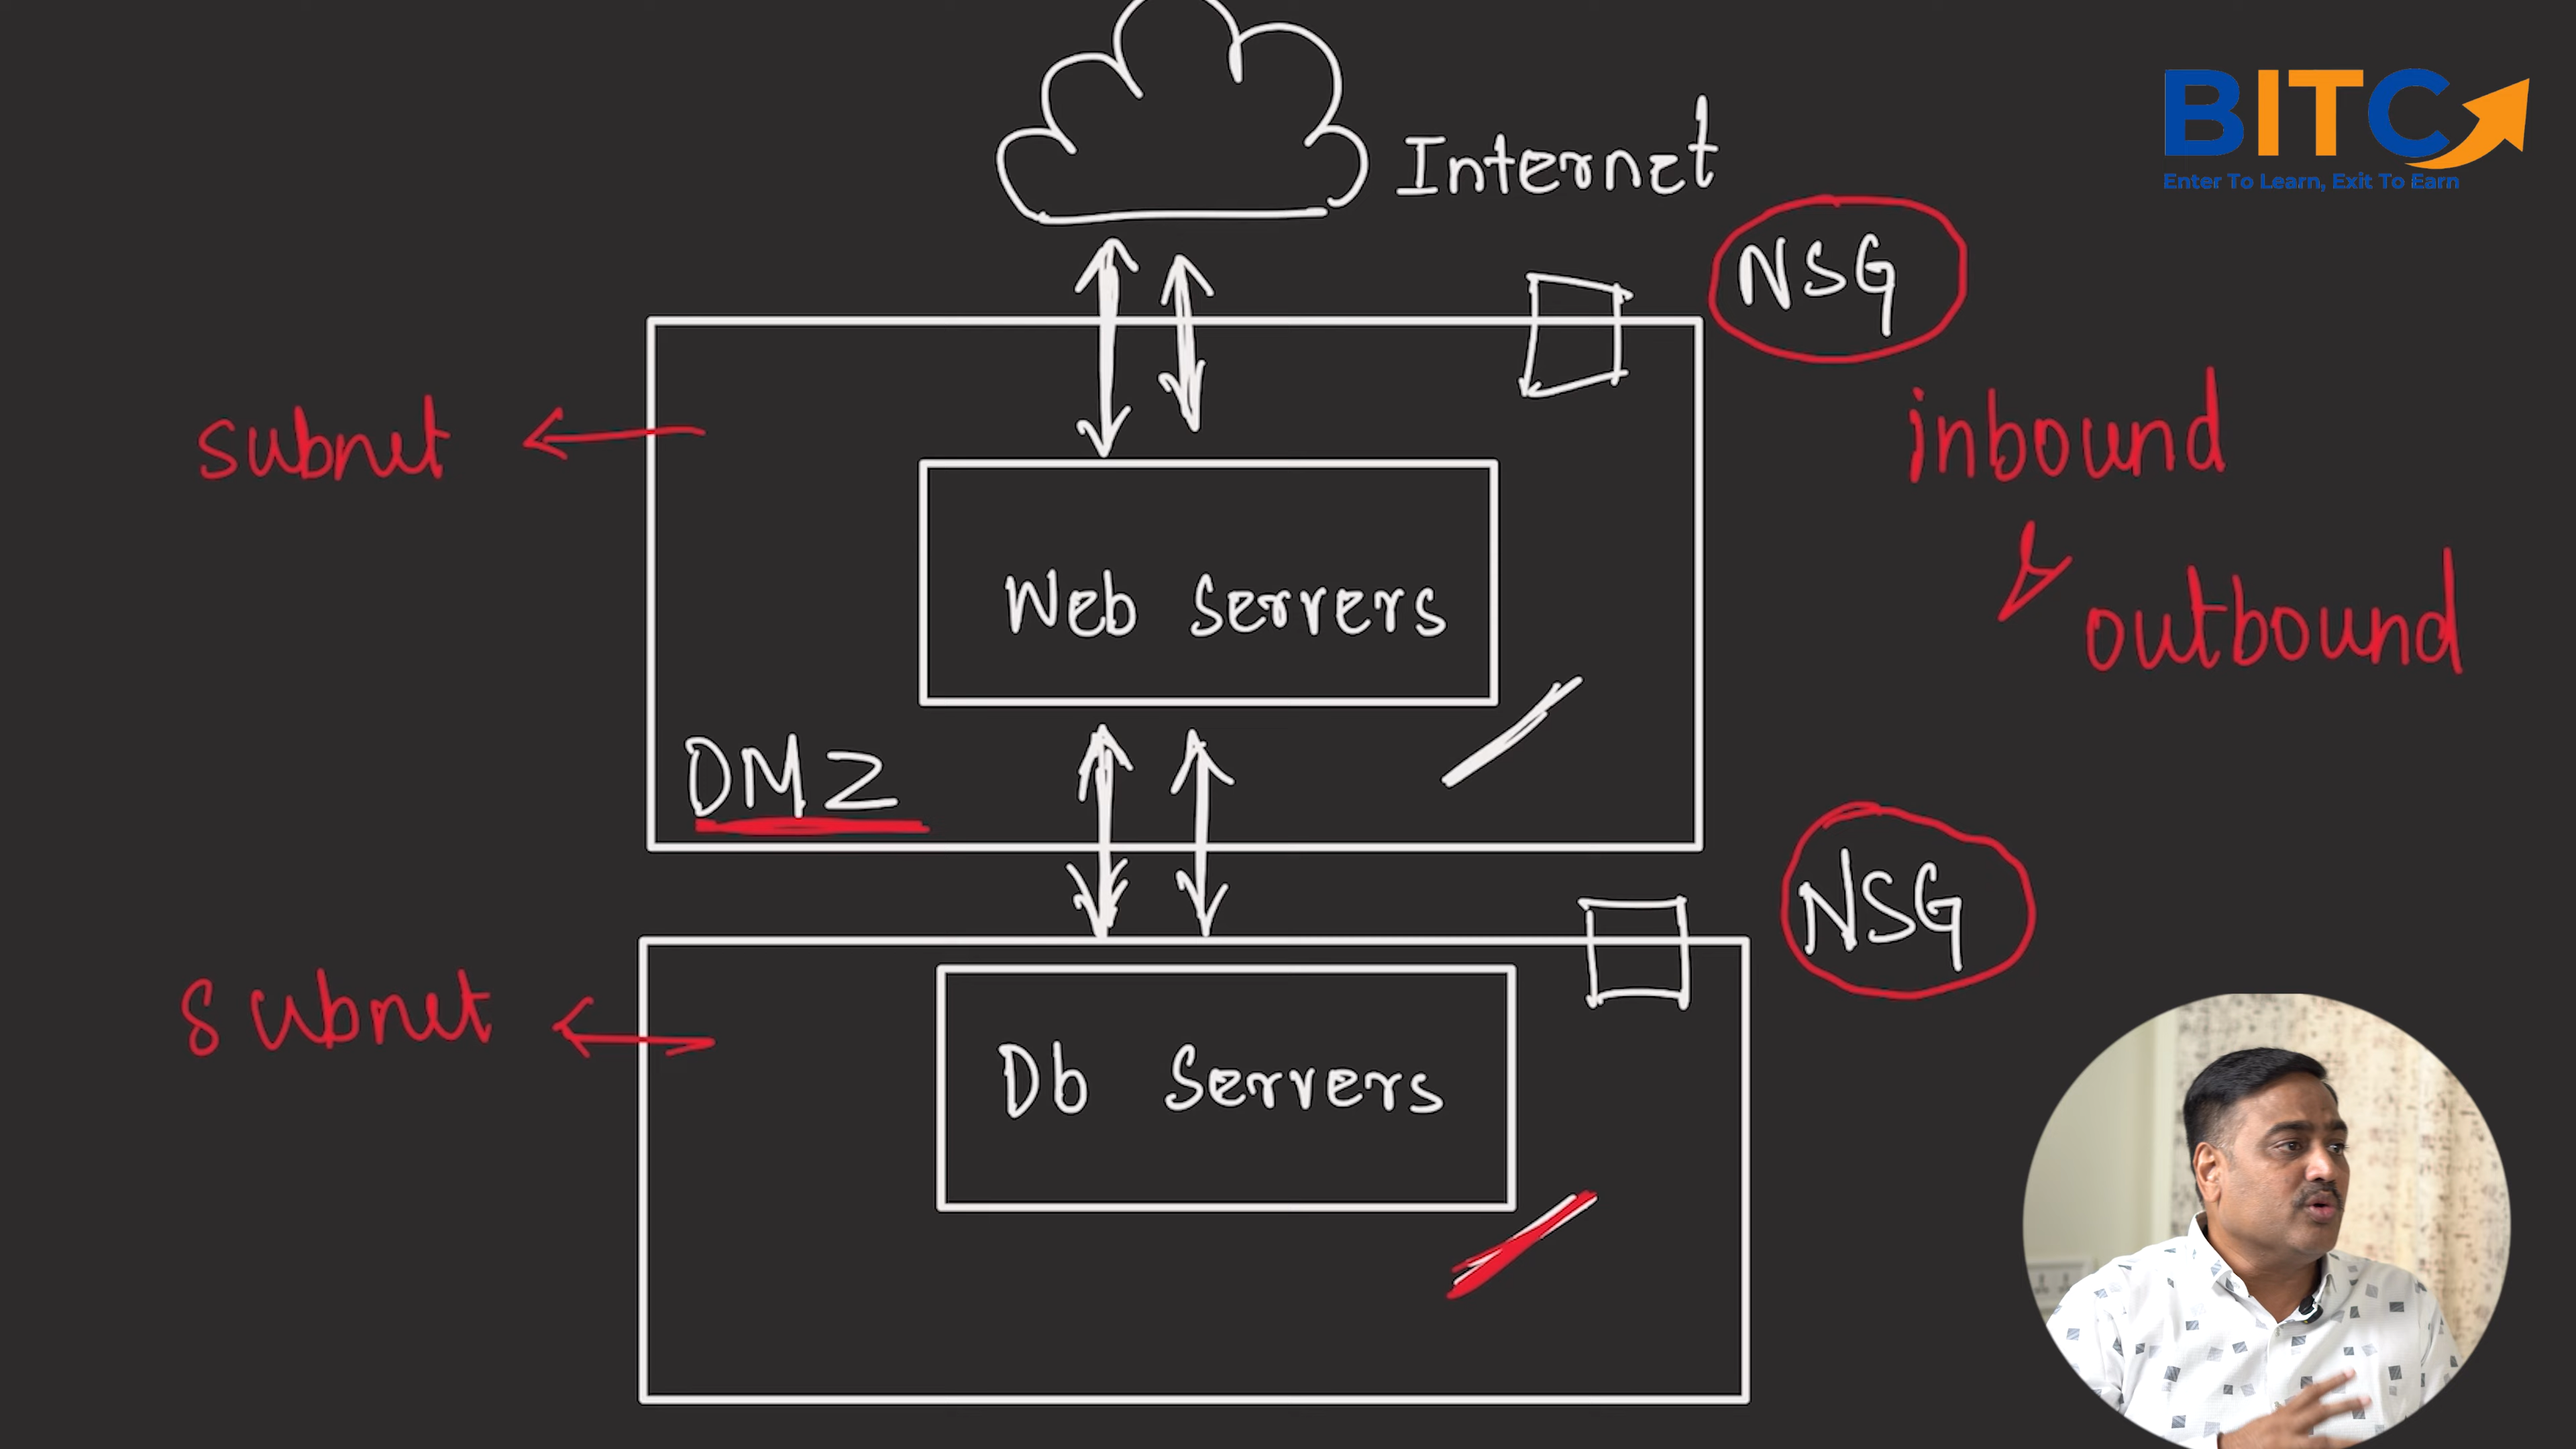 Internet
BITC
Enter To Learn, Exit To Earn
NSG
subnet
inbound
&
outbound
Web Servers
DMZ
NSG
subnet
Db Servers